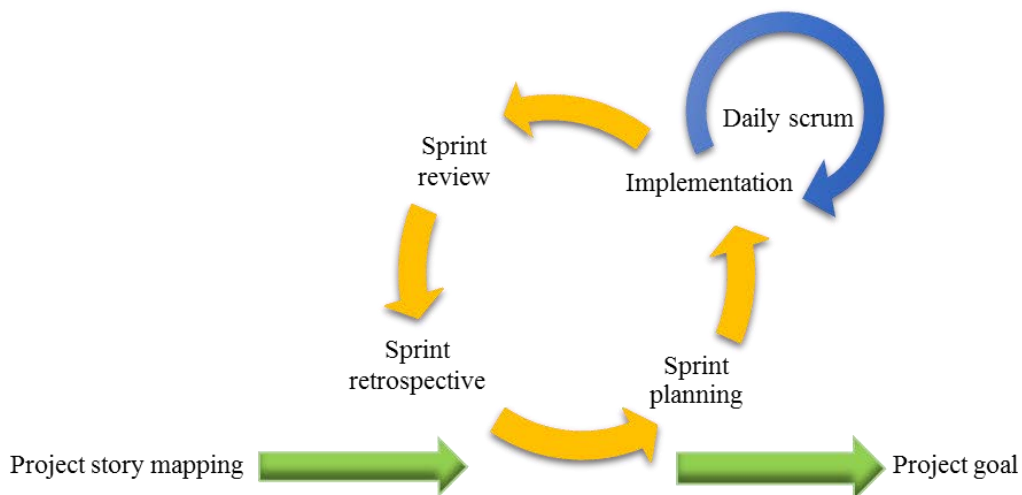 Daily scrum
Implementation
Sprint
review
Sprint
retrospective
Sprint
planning
Project story mapping
Project goal